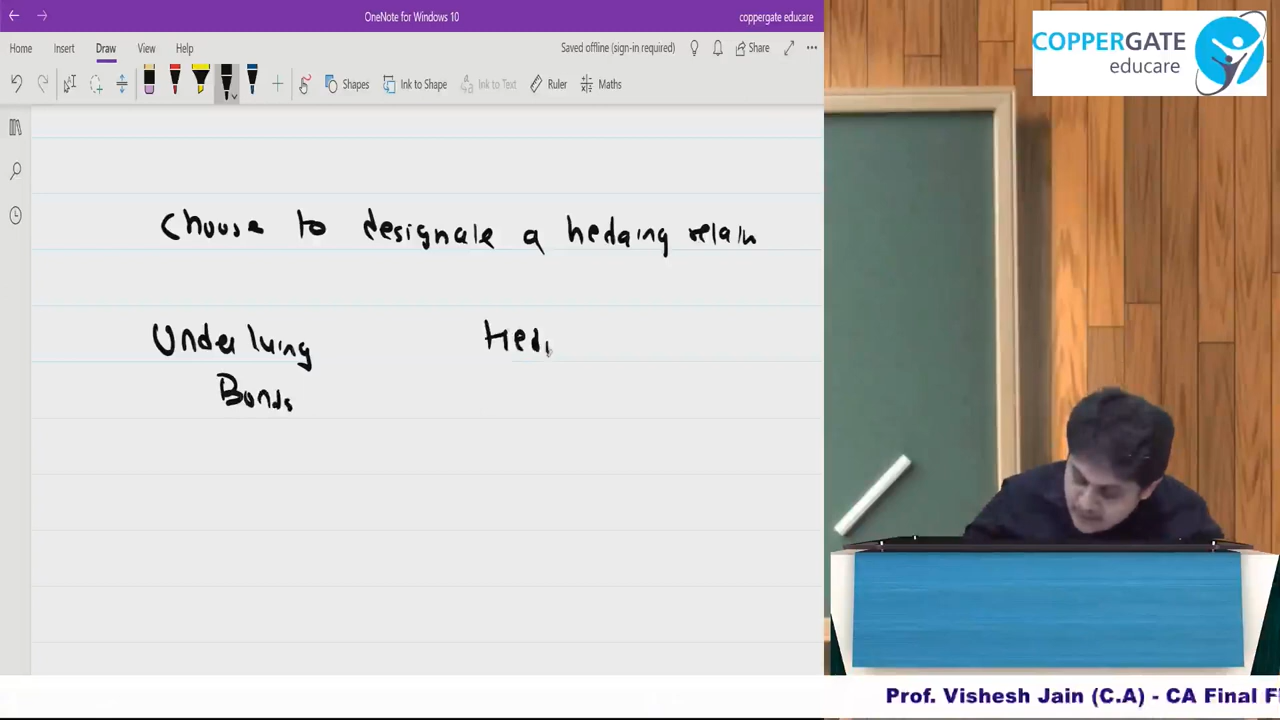 OneNote for Windows 10
coppergate educare
Home Insert Draw View Help
Saved offline (sign-in required)
Share
Shapes
Ink to Shape
Ink to Text
Ruler
Maths
COPPERGATE
educare
Choose to designate a hedging relatn
Underlying
Hedi
Bonds
Prof. Vishesh Jain (C.A) - CA Final F